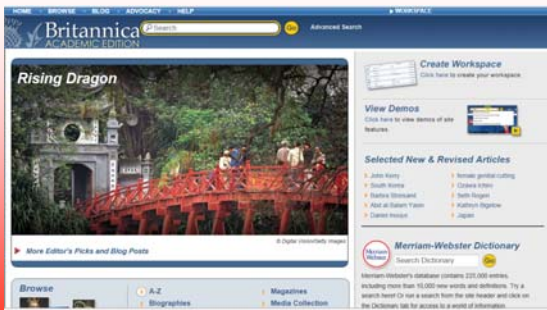 HOME BROWSE BLOG ADVOCACY HELP
WORKSPACE
Britannica
ACADEMIC EDITION
Search
Go
Advanced Search
Rising Dragon
© Digital Vision/Getty Images
More Editor's Picks and Blog Posts
Create Workspace
Click here to create your workspace
View Demos
Click here to view demos of site
features.
Selected New & Revised Articles
John Kerry
South Korea
Barbra Streisand
Abd al-Salam Yasin
Daniel Inouye
female genital cutting
Ozawa Ichiro
Seth Rogen
Kathryn Bigelow
Japan
Merriam-Webster
Merriam-Webster Dictionary
Search Dictionary
Go
Merriam-Webster's database contains 225,000 entries,
including more than 10,000 new words and definitions. Try a
search here! Or run a search from the site header and click on
the Dictionary tab for access to a world of information.
Browse
A-Z
Biographies
Magazines
Media Collection